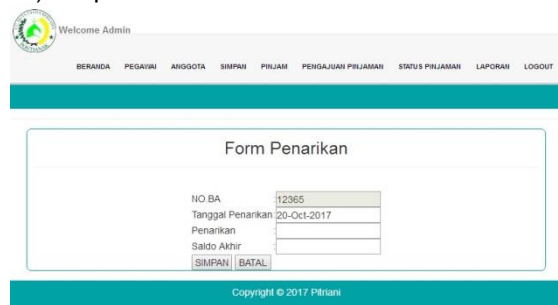 Welcome Admin
BERANDA PEGAWAI ANGGOTA SIMPAN PINJAM PENGAJUAN PINJAMAN STATUS PINJAMAN LAPORAN LOGOUT
Form Penarikan
NO.BA :12365
Tanggal Penarikan:20-Oct-2017
Penarikan :
Saldo Akhir :
SIMPAN BATAL
Copyright © 2017 Pitriani